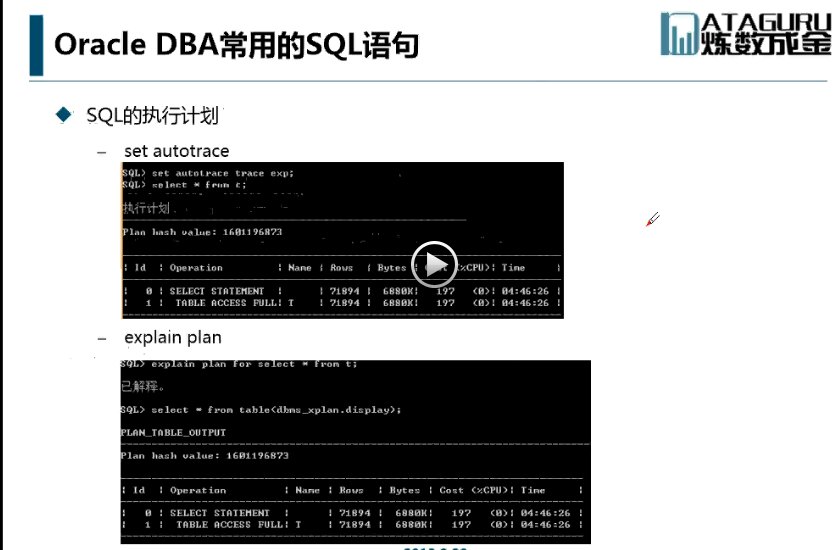 Oracle DBA常用的SQL语句
ATAGURU
炼数成金
SQL的执行计划
– set autotrace
SQL> set autotrace trace exp;
SQL> select * from t;
执行计划
Plan hash value: 1601196873
| Id | Operation | Name | Rows | Bytes | (%CPU)| Time |
| 0 | SELECT STATEMENT | | 71894 | 6880K| 197 (0)| 04:46:26 |
| 1 | TABLE ACCESS FULL| T | 71894 | 6880K| 197 (0)| 04:46:26 |
– explain plan
SQL> explain plan for select * from t;
已解释。
SQL> select * from table(dbms_xplan.display);
PLAN_TABLE_OUTPUT
Plan hash value: 1601196873
| Id | Operation | Name | Rows | Bytes | Cost (%CPU)| Time |
| 0 | SELECT STATEMENT | | 71894 | 6880K| 197 (0)| 04:46:26 |
| 1 | TABLE ACCESS FULL| T | 71894 | 6880K| 197 (0)| 04:46:26 |